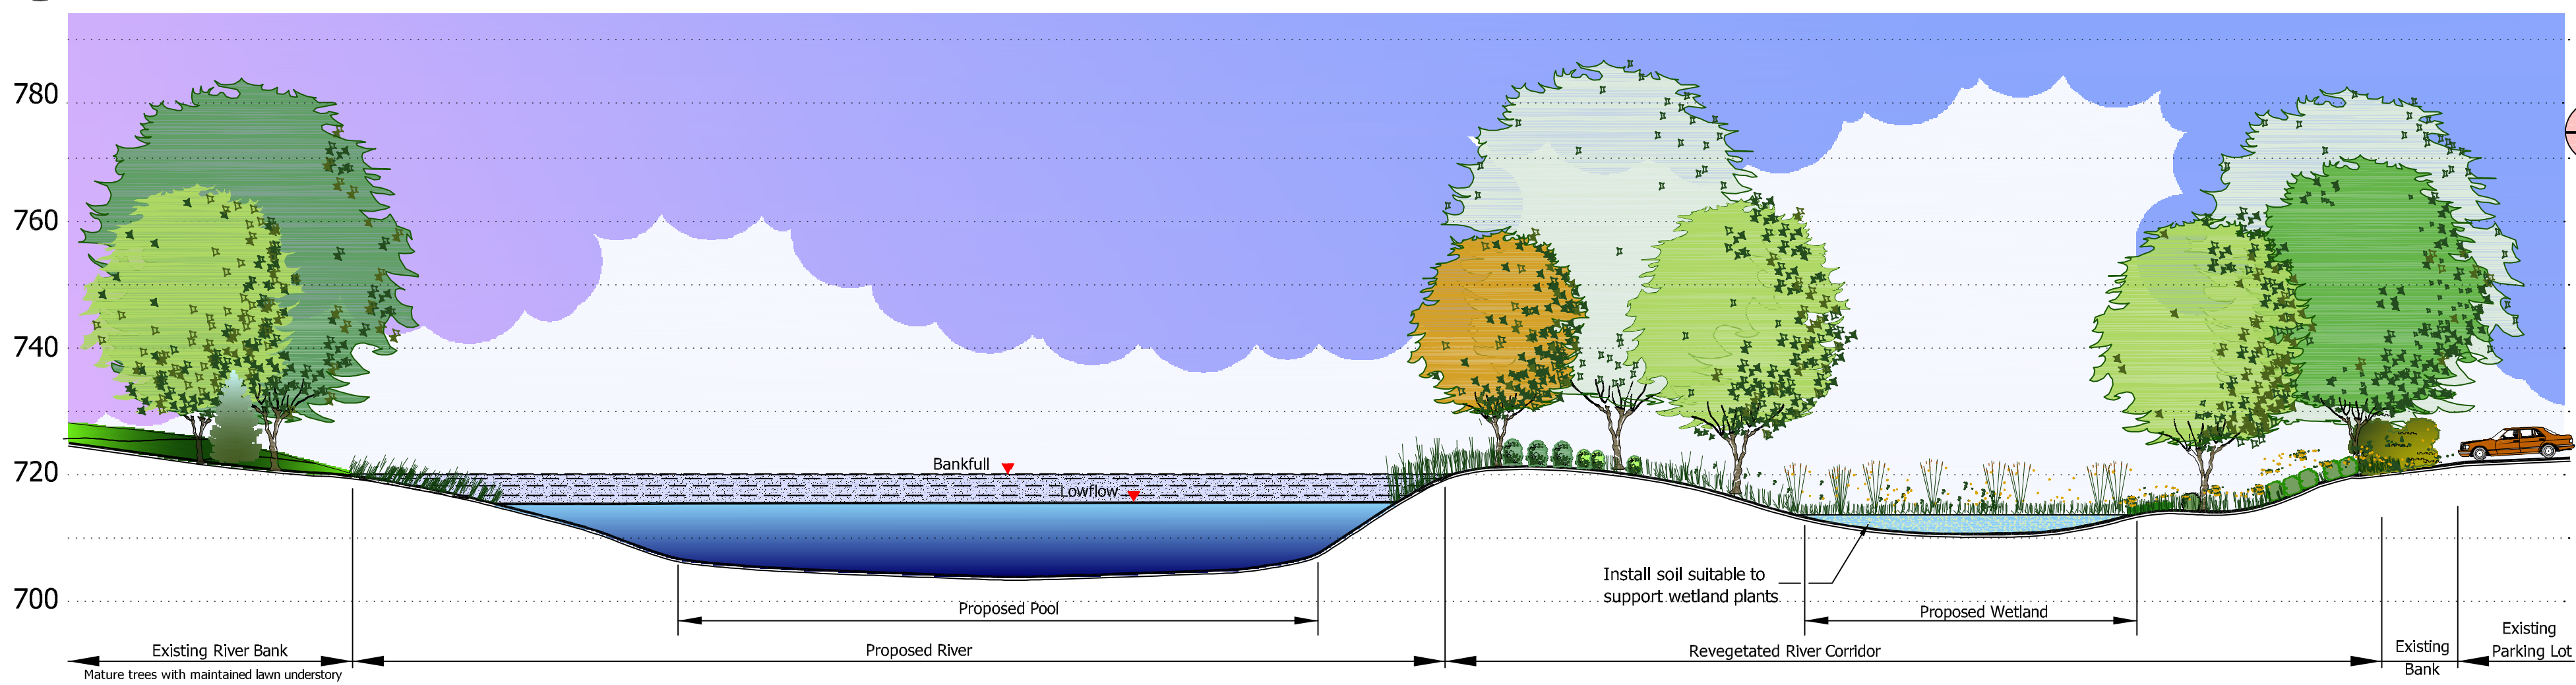 780
760
740
720
700
Bankfull
Lowflow
Install soil suitable to
support wetland plants
Proposed Pool
Proposed Wetland
Existing River Bank
Mature trees with maintained lawn understory
Proposed River
Revegetated River Corridor
Existing
Bank
Existing
Parking Lot